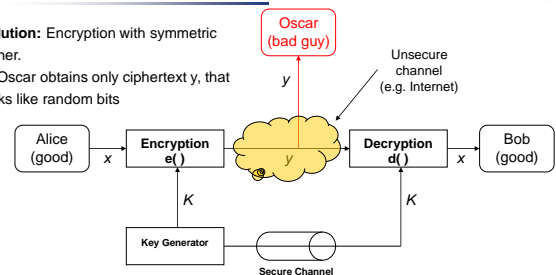 lution: Encryption with symmetric
her.
Oscar obtains only ciphertext y, that
ks like random bits
Oscar
(bad guy)
Unsecure
channel
(e.g. Internet)
y
Alice
(good)
x
Encryption
e( )
y
Decryption
d( )
x
Bob
(good)
K
K
Key Generator
Secure Channel